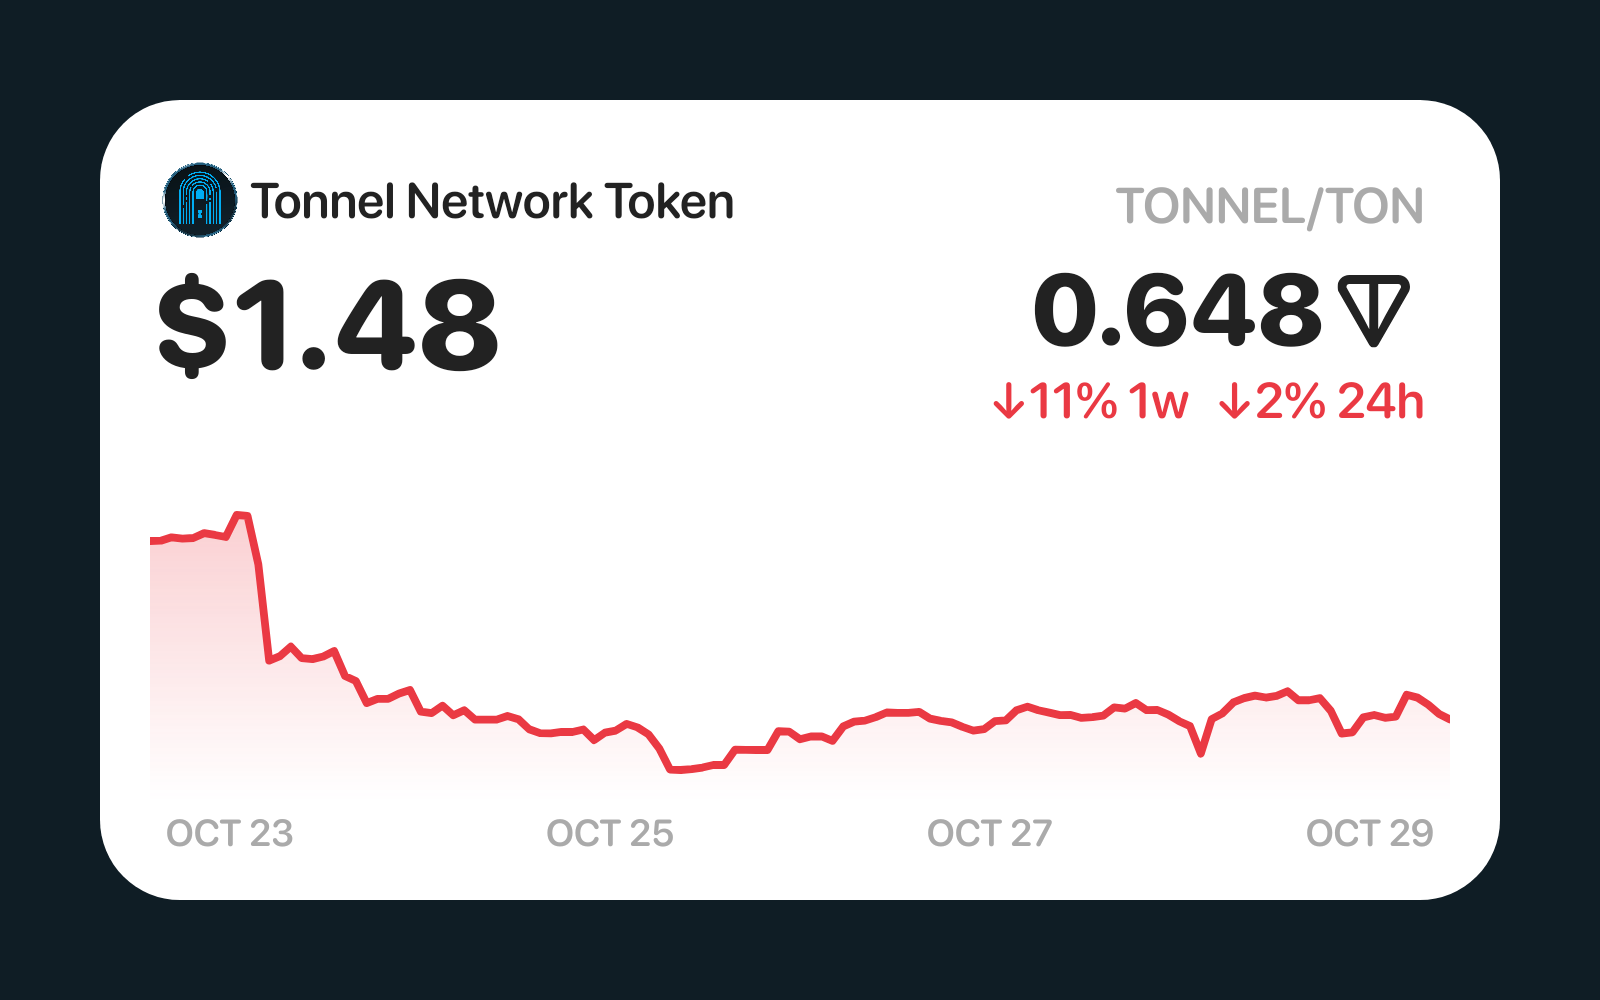 Tonnel Network Token
TONNEL/TON
$1.48
0.648
↓11% 1w ↓2% 24h
OCT 23 OCT 25 OCT 27 OCT 29